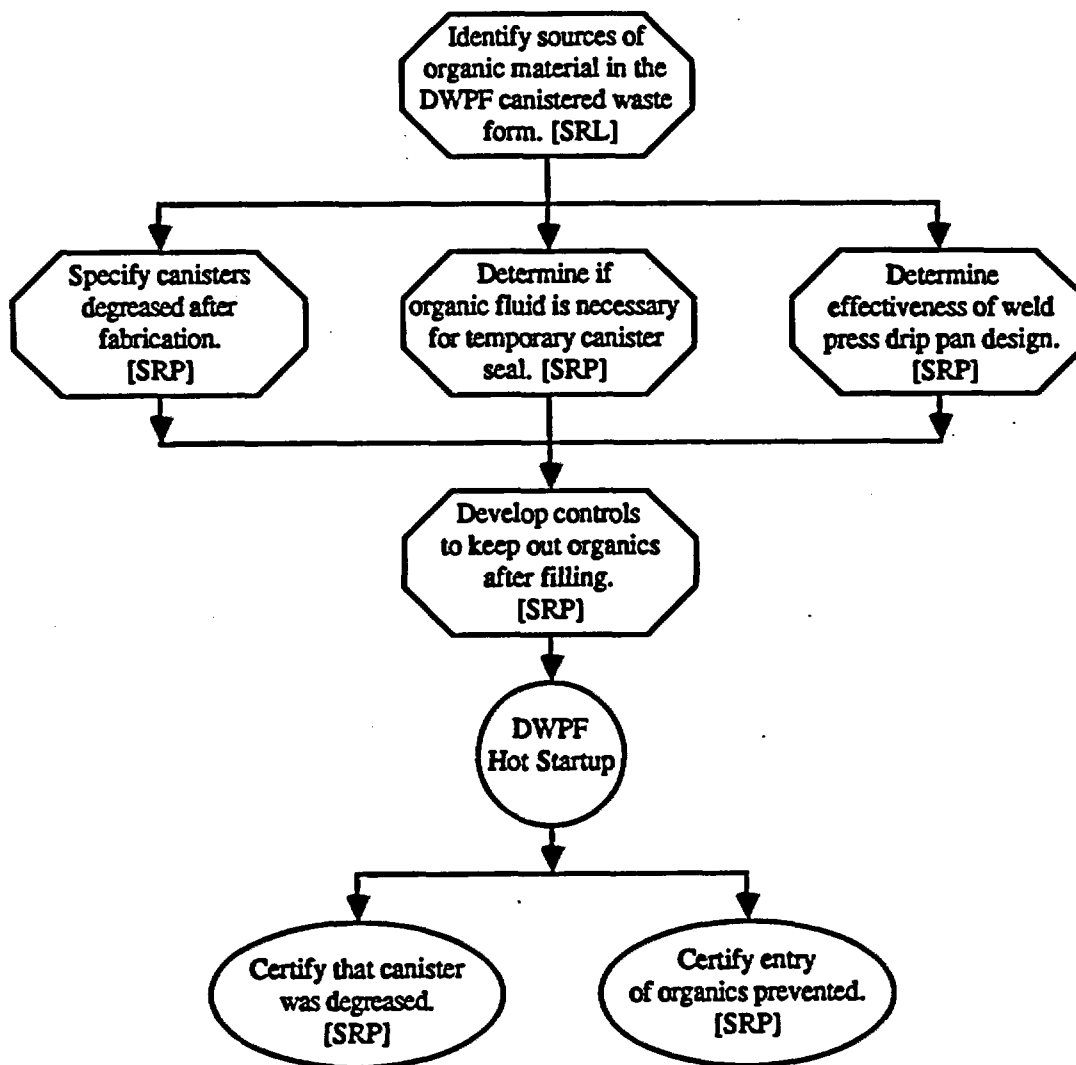 Identify sources of
organic material in the
DWPF canistered waste
form. [SRL]
Specify canisters
degreased after
fabrication.
[SRP]
Determine if
organic fluid is necessary
for temporary canister
seal. [SRP]
Determine
effectiveness of weld
press drip pan design.
[SRP]
Develop controls
to keep out organics
after filling.
[SRP]
DWPF
Hot Startup
Certify that canister
was degreased.
[SRP]
Certify entry
of organics prevented.
[SRP]